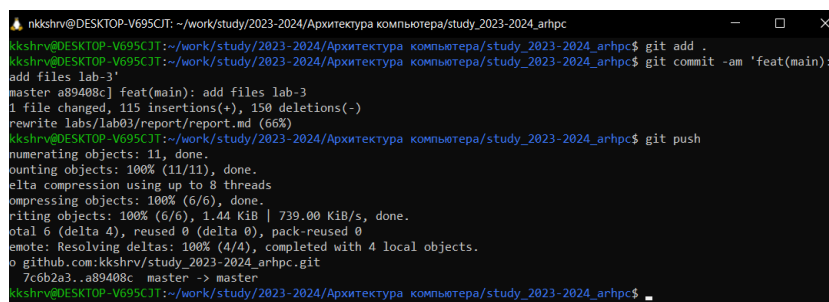 nkkshrv@DESKTOP-V695CJT: ~/work/study/2023-2024/Архитектура компьютера/study_2023-2024_arhpc
kkshrv@DESKTOP-V695CJT:~/work/study/2023-2024/Архитектура компьютера/study_2023-2024_arhpc$ git add .
kkshrv@DESKTOP-V695CJT:~/work/study/2023-2024/Архитектура компьютера/study_2023-2024_arhpc$ git commit -am 'feat(main):
add files lab-3'
master a89408c] feat(main): add files lab-3
1 file changed, 115 insertions(+), 150 deletions(-)
rewrite labs/lab03/report/report.md (66%)
kkshrv@DESKTOP-V695CJT:~/work/study/2023-2024/Архитектура компьютера/study_2023-2024_arhpc$ git push
numerating objects: 11, done.
ounting objects: 100% (11/11), done.
elta compression using up to 8 threads
ompressing objects: 100% (6/6), done.
riting objects: 100% (6/6), 1.44 KiB | 739.00 KiB/s, done.
otal 6 (delta 4), reused 0 (delta 0), pack-reused 0
emote: Resolving deltas: 100% (4/4), completed with 4 local objects.
o github.com:kkshrv/study_2023-2024_arhpc.git
7c6b2a3..a89408c master -> master
kkshrv@DESKTOP-V695CJT:~/work/study/2023-2024/Архитектура компьютера/study_2023-2024_arhpc$